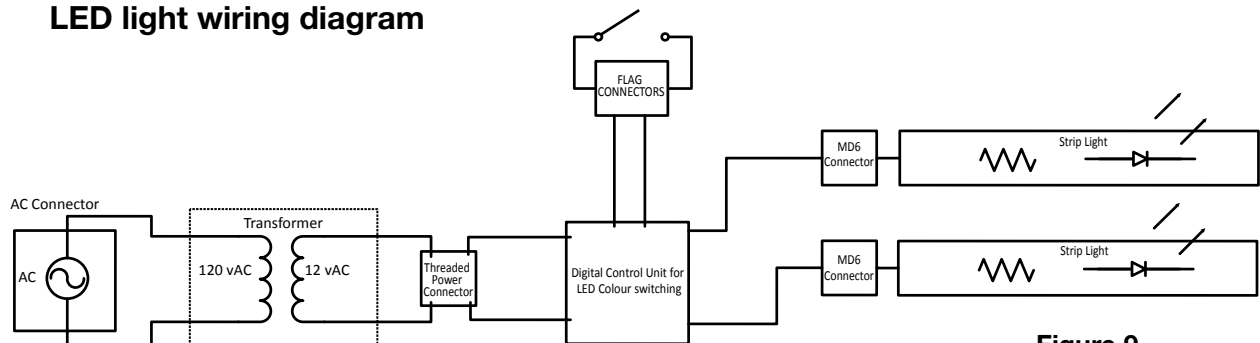 LED light wiring diagram
FLAG
CONNECTORS
MD6
Connector
Strip Light
AC Connector
Transformer
AC
120 vAC
12 vAC
Threaded
Power
Connector
Digital Control Unit for
LED Colour switching
MD6
Connector
Strip Light
Figure 9